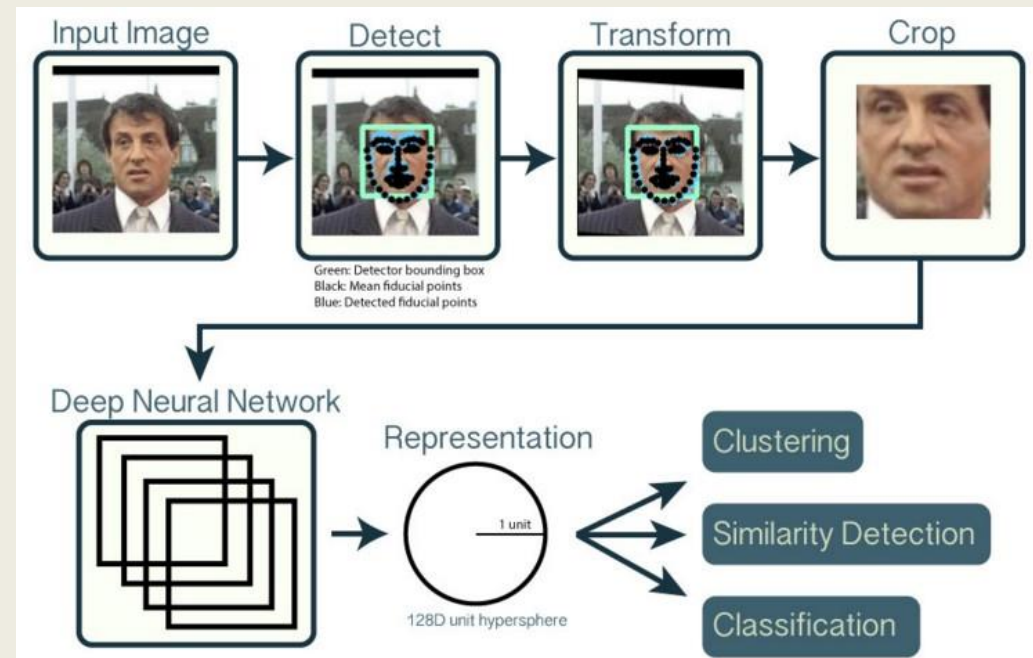 Input Image
Detect
Transform
Crop
Green: Detector bounding box
Black: Mean fiducial points
Blue: Detected fiducial points
Deep Neural Network
Representation
1 unit
128D unit hypersphere
Clustering
Similarity Detection
Classification